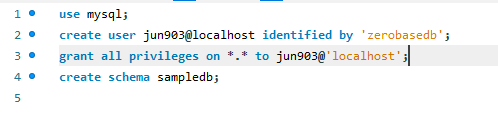 1 use mysql;
2 create user jun903@localhost identified by 'zerobasedb';
3 grant all privileges on *.* to jun903@'localhost';
4 create schema sampledb;
5